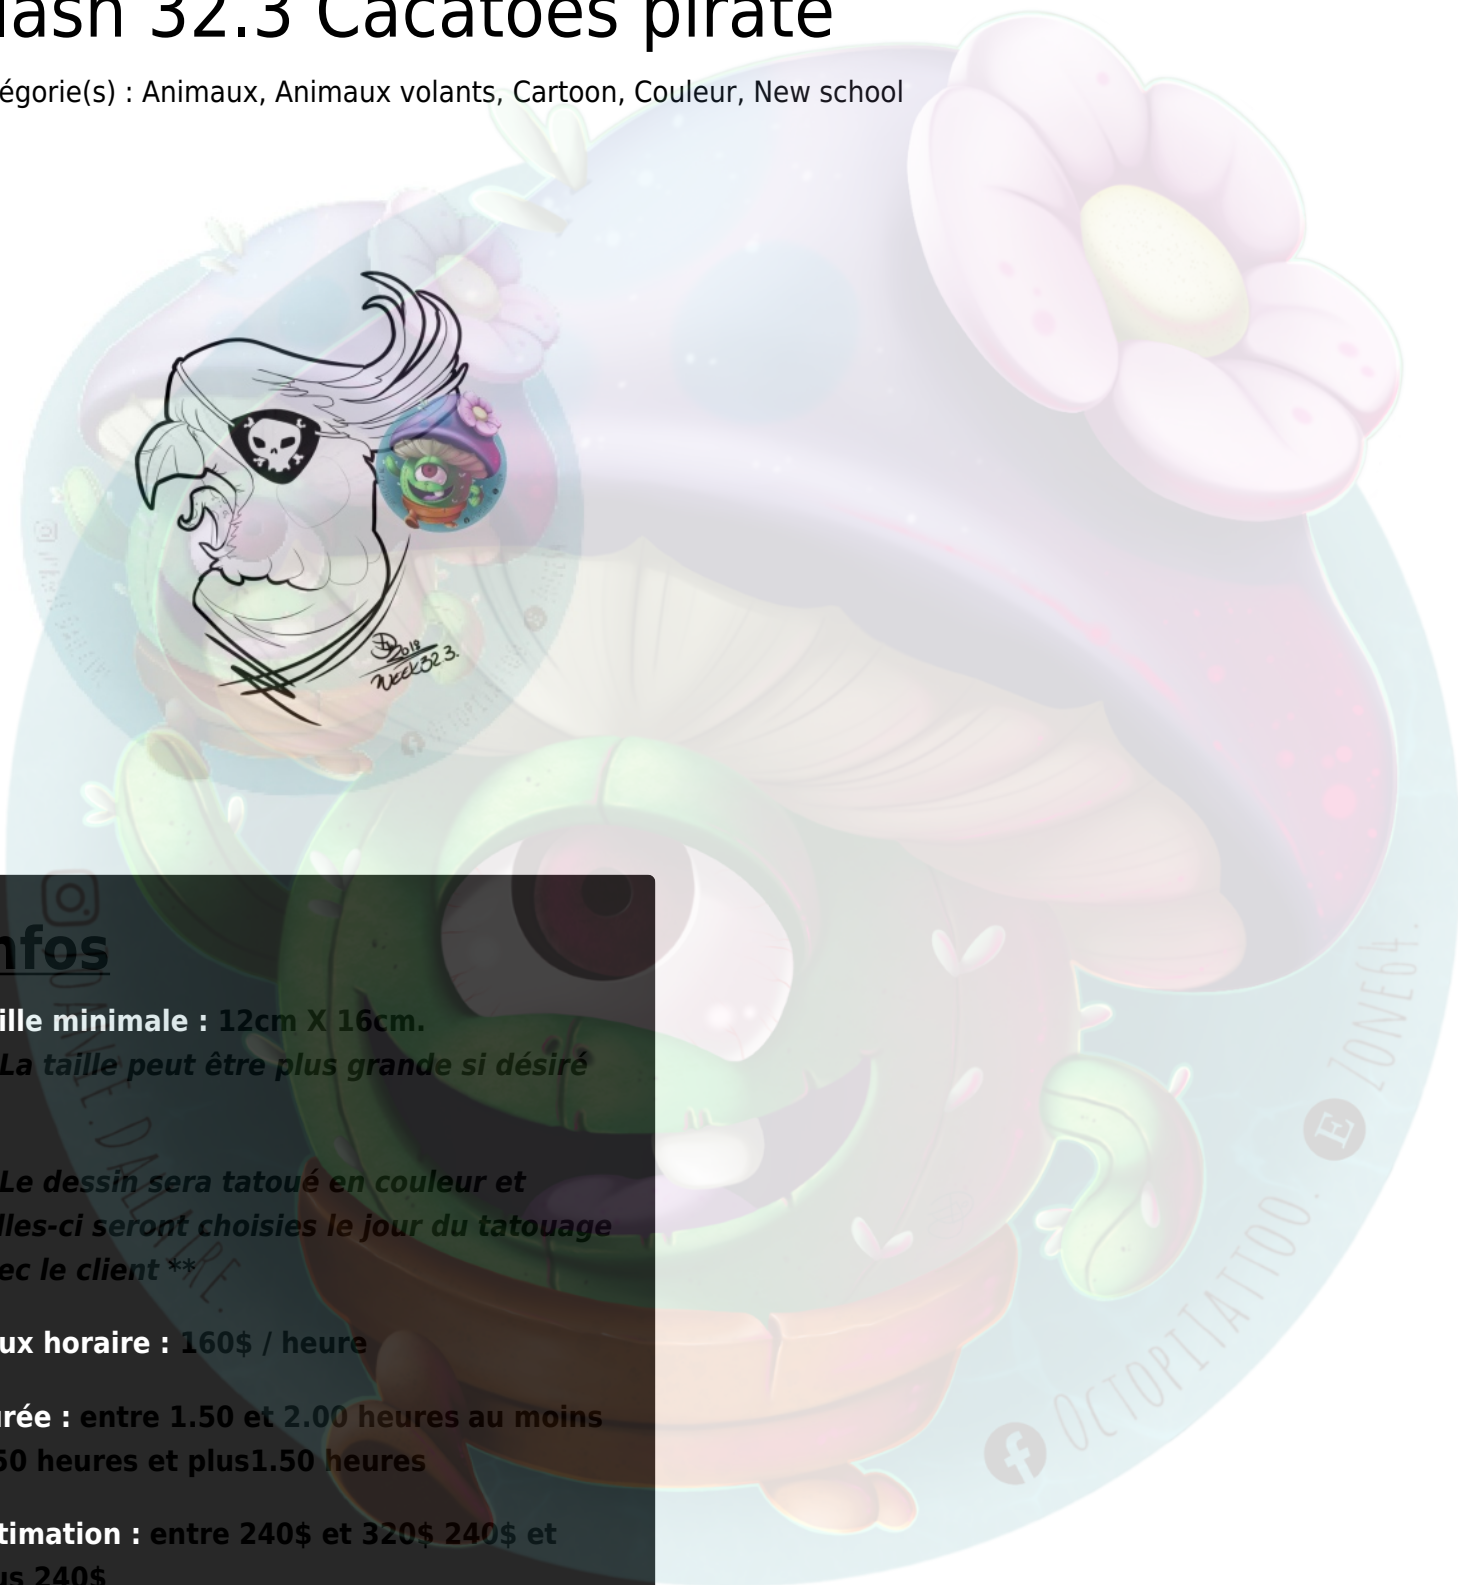 lash 32.3 Cacatoès pirate
égorie(s) : Animaux, Animaux volants, Cartoon, Couleur, New school
2018
Week 32.3.
nfos
ille minimale : 12cm X 16cm.
La taille peut être plus grande si désiré
Le dessin sera tatoué en couleur et
lles-ci seront choisies le jour du tatouage
ec le client **
ux horaire : 160$ / heure
rée : entre 1.50 et 2.00 heures au moins
50 heures et plus1.50 heures
timation : entre 240$ et 320$ 240$ et
us 240$
OCTOPITATTOO.
E ZONE64.